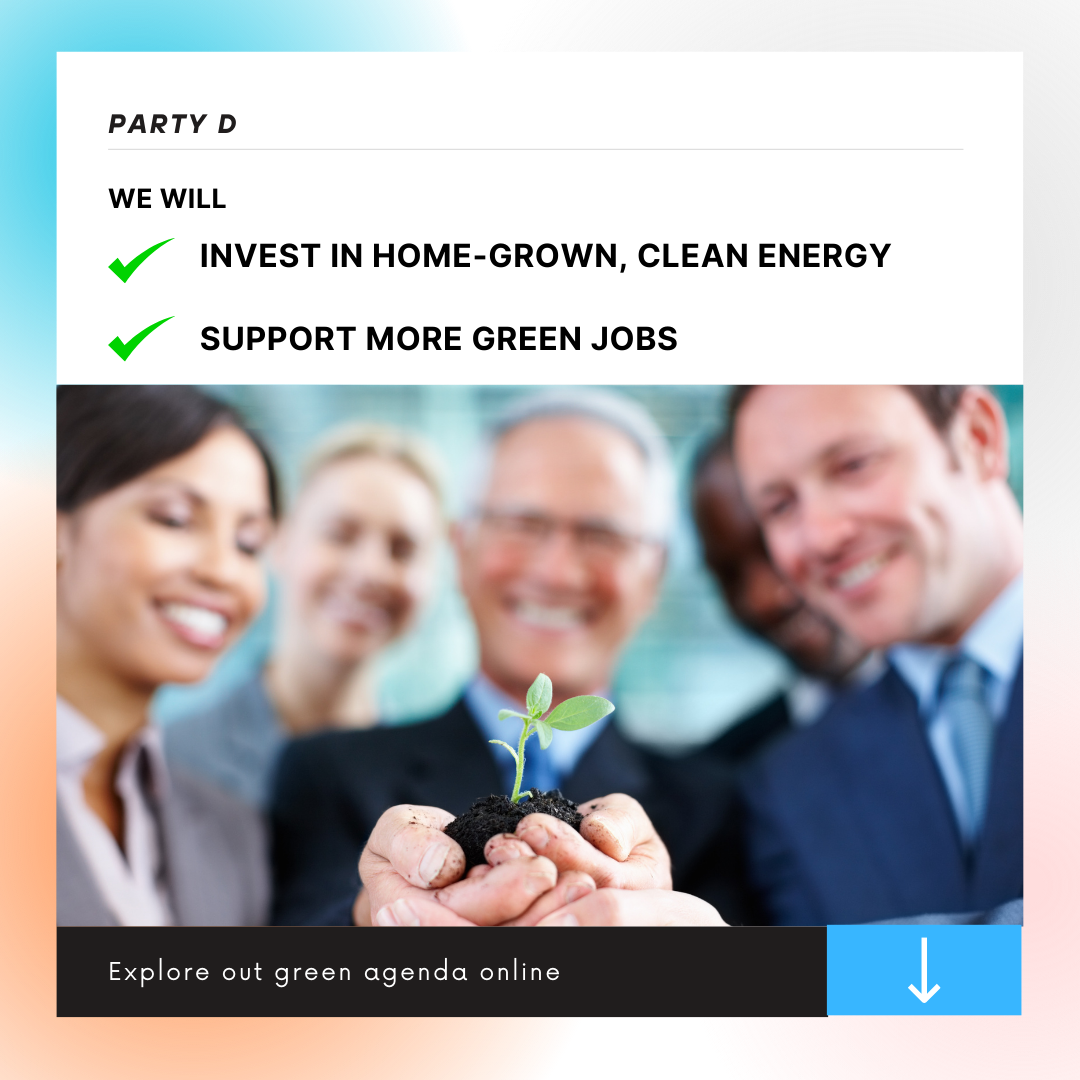 PARTY D
WE WILL
INVEST IN HOME-GROWN, CLEAN ENERGY
SUPPORT MORE GREEN JOBS
Explore out green agenda online